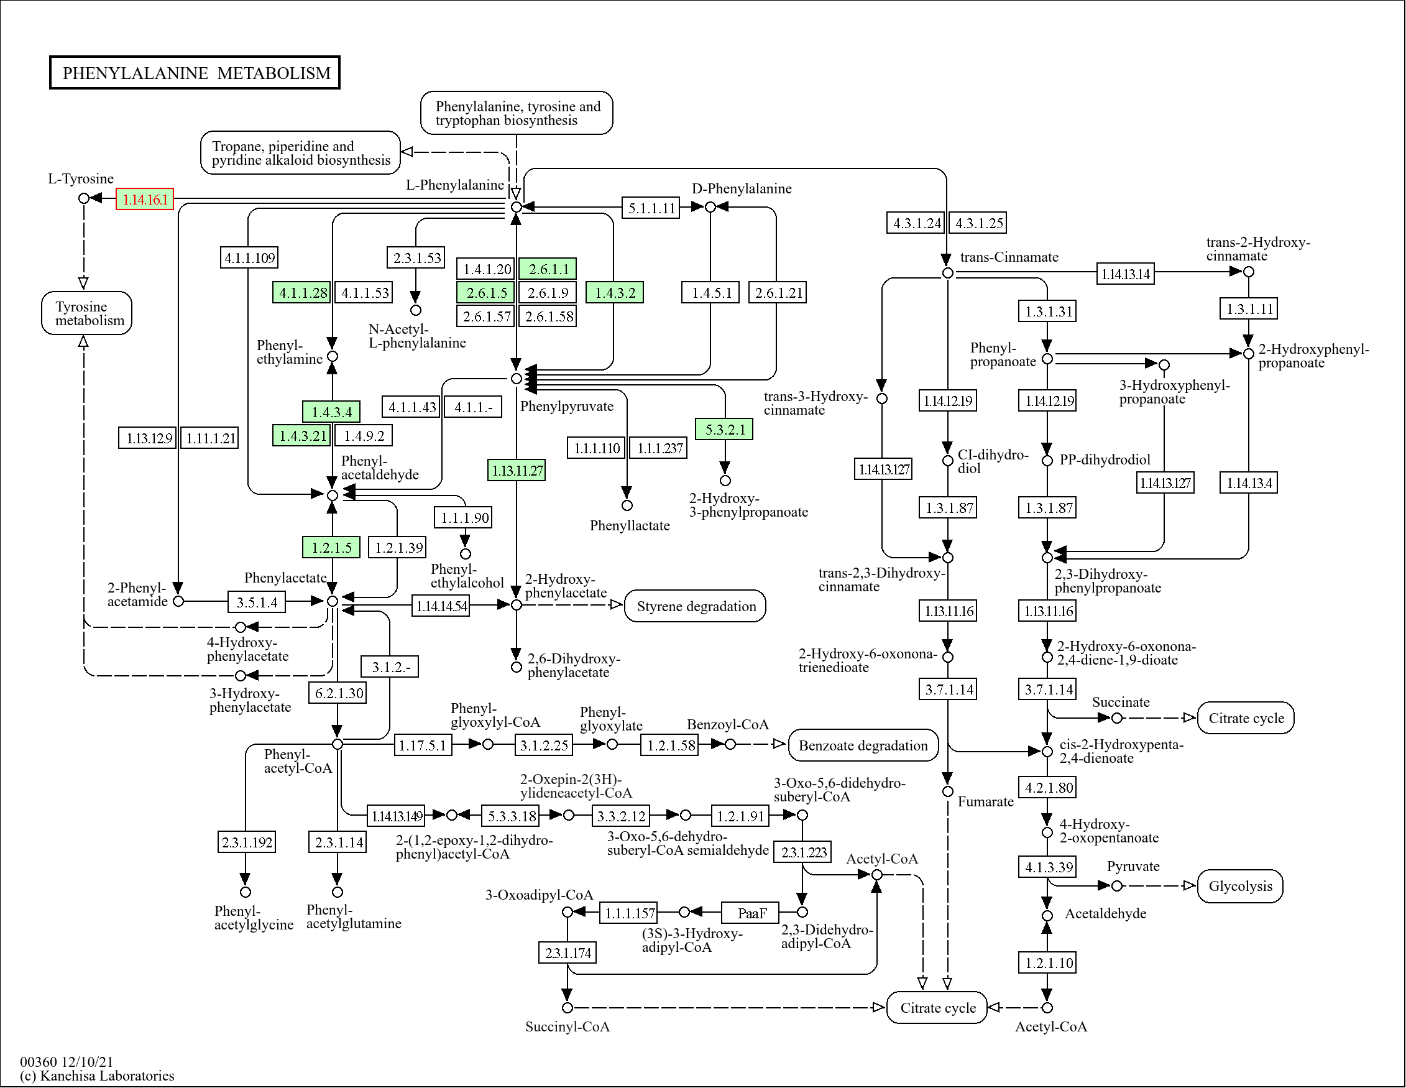 PHENYLALANINE METABOLISM
Phenylalanine, tyrosine and
tryptophan biosynthesis
Tropane, piperidine and
pyridine alkaloid biosynthesis
L-Tyrosine
1.14.16.1
L-Phenylalanine
D-Phenylalanine
5.1.1.11
4.3.1.24
4.3.1.25
trans-Cinnamate
trans-2-Hydroxy-
cinnamate
1.14.13.14
4.1.1.109
2.3.1.53
1.4.1.20
2.6.1.1
4.1.1.28
4.1.1.53
2.6.1.5
2.6.1.9
1.4.3.2
1.4.5.1
2.6.1.21
2.6.1.57
2.6.1.58
1.3.1.31
1.3.1.11
Tyrosine
metabolism
N-Acetyl-
L-phenylalanine
Phenyl-
ethylamine
Phenyl-
propanoate
2-Hydroxyphenyl-
propanoate
3-Hydroxyphenyl-
propanoate
Phenylpyruvate
trans-3-Hydroxy-
cinnamate
1.4.3.4
4.1.1.43
4.1.1.-
1.14.12.19
1.14.12.19
1.13.12.9
1.11.1.21
1.4.3.21
1.4.9.2
5.3.2.1
1.1.1.110
1.1.1.237
Phenyl-
acetaldehyde
1.13.11.27
CI-dihydro-
diol
PP-dihydrodiol
1.14.13.127
1.14.13.127
1.14.13.4
2-Hydroxy-
3-phenylpropanoate
Phenyllactate
1.1.1.90
1.3.1.87
1.3.1.87
1.2.1.5
1.2.1.39
Phenyl-
ethylalcohol
Phenylacetate
2-Hydroxy-
phenylacetate
trans-2,3-Dihydroxy-
cinnamate
2,3-Dihydroxy-
phenylpropanoate
2-Phenyl-
acetamide
3.5.1.4
1.14.14.54
Styrene degradation
1.13.11.16
1.13.11.16
4-Hydroxy-
phenylacetate
3-Hydroxy-
phenylacetate
3.1.2.-
2,6-Dihydroxy-
phenylacetate
2-Hydroxy-6-oxonona-
trienedioate
2-Hydroxy-6-oxonona-
2,4-diene-1,9-dioate
6.2.1.30
3.7.1.14
3.7.1.14
Succinate
Citrate cycle
Phenyl-
glyoxylyl-CoA
Phenyl-
glyoxylate
Benzoyl-CoA
Phenyl-
acetyl-CoA
1.17.5.1
3.1.2.25
1.2.1.58
Benzoate degradation
cis-2-Hydroxypenta-
2,4-dienoate
2-Oxepin-2(3H)-
ylideneacetyl-CoA
3-Oxo-5,6-didehydro-
suberyl-CoA
Fumarate
4.2.1.80
1.14.13.149
5.3.3.18
3.3.2.12
1.2.1.91
2-(1,2-epoxy-1,2-dihydro-
phenyl)acetyl-CoA
3-Oxo-5,6-dehydro-
suberyl-CoA semialdehyde
4-Hydroxy-
2-oxopentanoate
2.3.1.192
2.3.1.14
2.3.1.223
Acetyl-CoA
4.1.3.39
Pyruvate
Glycolysis
Phenyl-
acetylglycine
Phenyl-
acetylglutamine
3-Oxoadipyl-CoA
1.1.1.157
PaaF
(3S)-3-Hydroxy-
adipyl-CoA
2,3-Didehydro-
adipyl-CoA
Acetaldehyde
2.3.1.174
1.2.1.10
Succinyl-CoA
Citrate cycle
Acetyl-CoA
00360 12/10/21
(c) Kanehisa Laboratories